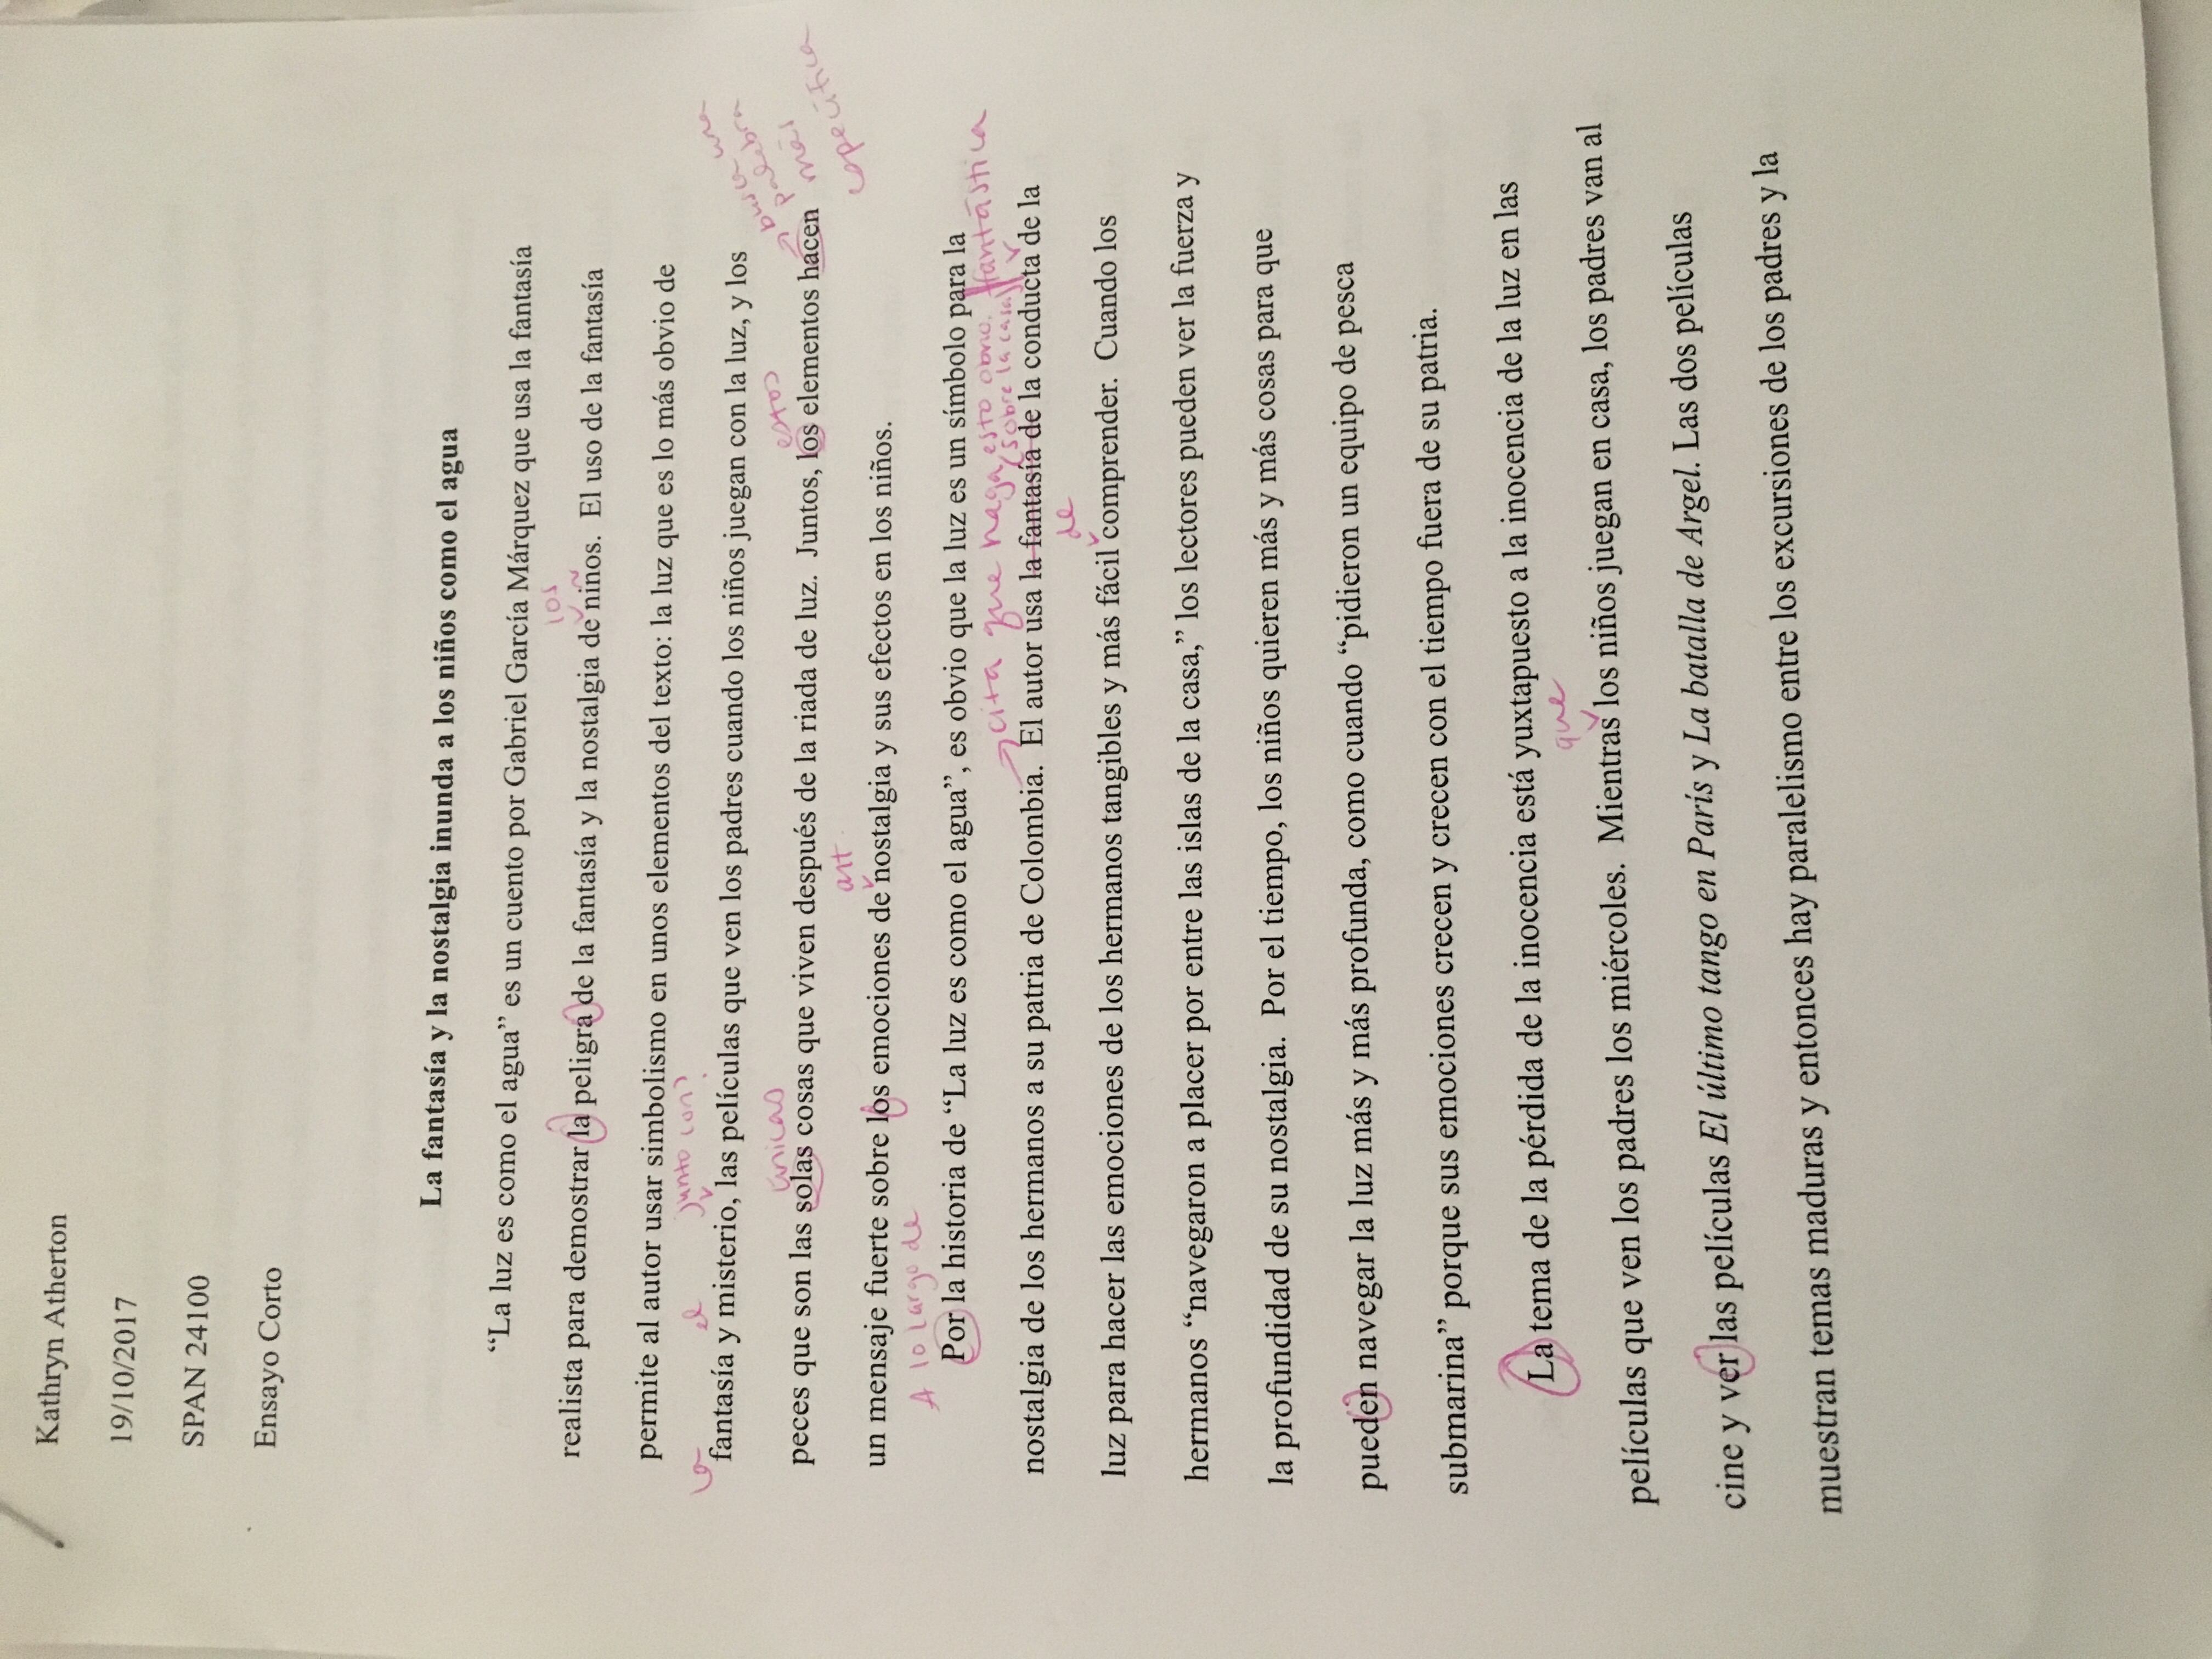 Kathryn Atherton
19/10/2017
SPAN 24100
Ensayo Corto
La fantasía y la nostalgia inunda a los niños como el agua
“La luz es como el agua” es un cuento por Gabriel García Márquez que usa la fantasía
los
realista para demostrar la peligra de la fantasía y la nostalgia de niños. El uso de la fantasía
permite al autor usar simbolismo en unos elementos del texto: la luz que es lo más obvio de
la el junto con?
fantasía y misterio, las películas que ven los padres cuando los niños juegan con la luz, y los
únicas estos busca una palabra más específica
peces que son las solas cosas que viven después de la riada de luz. Juntos, los elementos hacen
art.
un mensaje fuerte sobre los emociones de nostalgia y sus efectos en los niños.
A lo largo de
Por la historia de “La luz es como el agua”, es obvio que la luz es un símbolo para la
cita que haga esto obvio. fantástica
(sobre la casa)
nostalgia de los hermanos a su patria de Colombia. El autor usa la fantasía de la conducta de la
de
luz para hacer las emociones de los hermanos tangibles y más fácil comprender. Cuando los
hermanos “navegaron a placer por entre las islas de la casa,” los lectores pueden ver la fuerza y
la profundidad de su nostalgia. Por el tiempo, los niños quieren más y más cosas para que
pueden navegar la luz más y más profunda, como cuando “pidieron un equipo de pesca
submarina” porque sus emociones crecen y crecen con el tiempo fuera de su patria.
La tema de la pérdida de la inocencia está yuxtapuesto a la inocencia de la luz en las
que
películas que ven los padres los miércoles. Mientras los niños juegan en casa, los padres van al
cine y ver las películas El último tango en París y La batalla de Argel. Las dos películas
muestran temas maduras y entonces hay paralelismo entre los excursiones de los padres y la